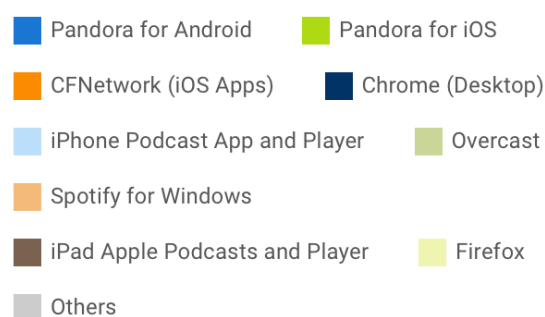 Pandora for Android Pandora for iOS
CFNetwork (iOS Apps) Chrome (Desktop)
iPhone Podcast App and Player Overcast
Spotify for Windows
iPad Apple Podcasts and Player Firefox
Others